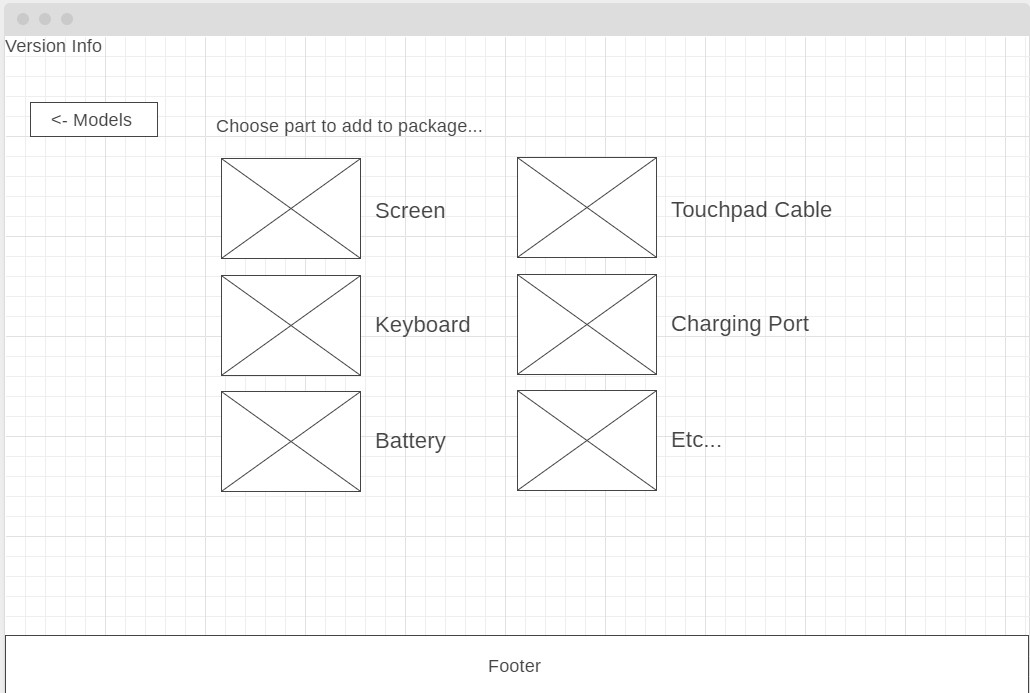 Version Info
<- Models
Choose part to add to package...
Screen
Touchpad Cable
Keyboard
Charging Port
Battery
Etc...
Footer